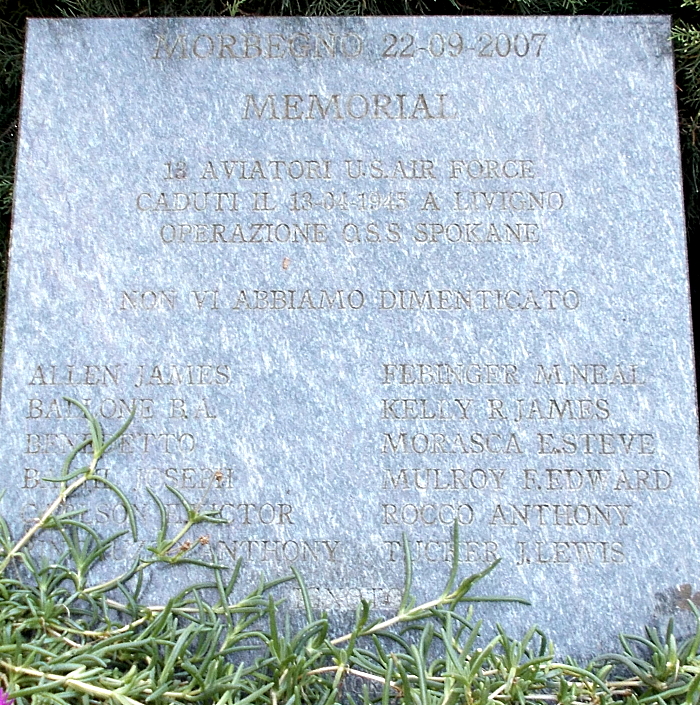 MORBEGNO 22-09-2007
MEMORIAL
13 AVIATORI U.S. AIR FORCE
CADUTI IL 13-04-1945 A LIVIGNO
OPERAZIONE O.S.S SPOKANE
NON VI ABBIAMO DIMENTICATO
ALLEN JAMES
BALLONE B.A.
JOSEPH
ANTHONY
FEBINGER M.NEAL
KELLY R.JAMES
MORASCA E.STEVE
MULROY F.EDWARD
ROCCO ANTHONY
TUCKER J.LEWIS